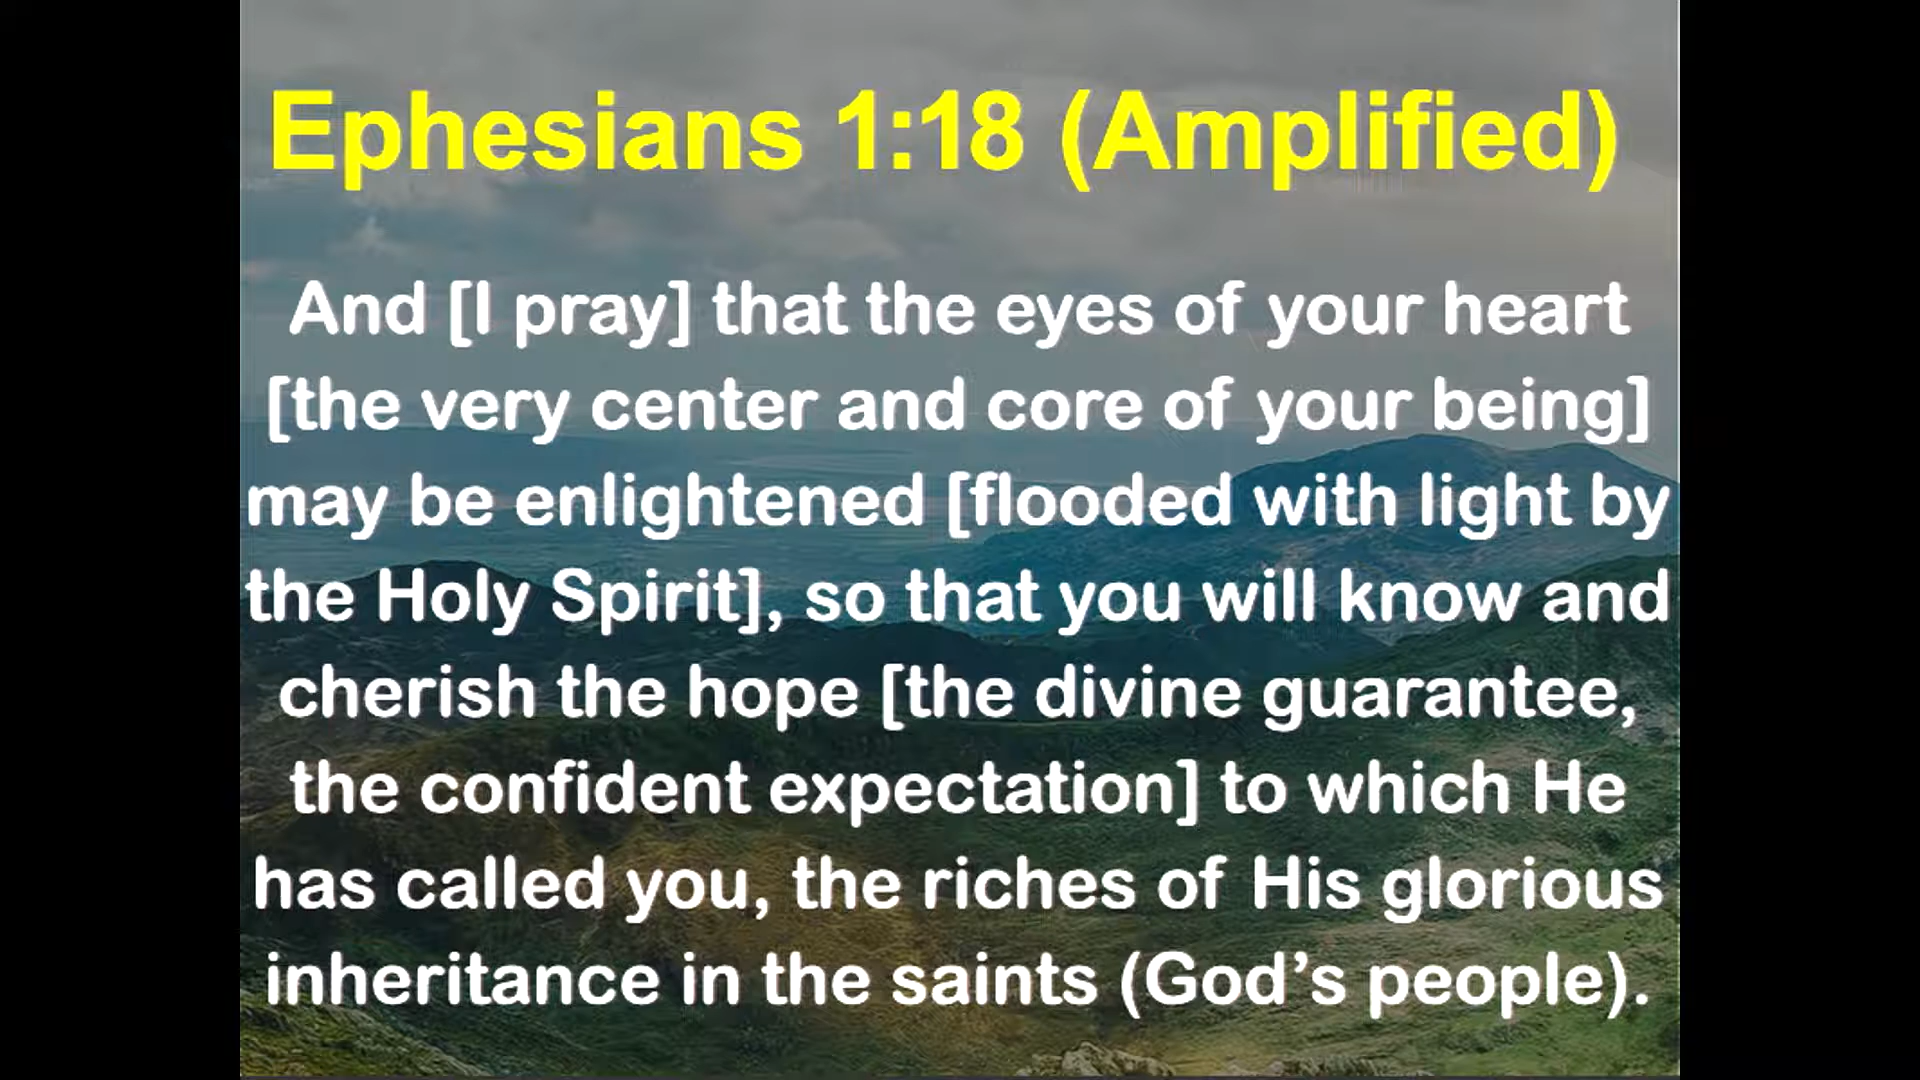 Ephesians 1:18 (Amplified)
And [I pray] that the eyes of your heart
[the very center and core of your being]
may be enlightened [flooded with light by
the Holy Spirit], so that you will know and
cherish the hope [the divine guarantee,
the confident expectation] to which He
has called you, the riches of His glorious
inheritance in the saints (God’s people).